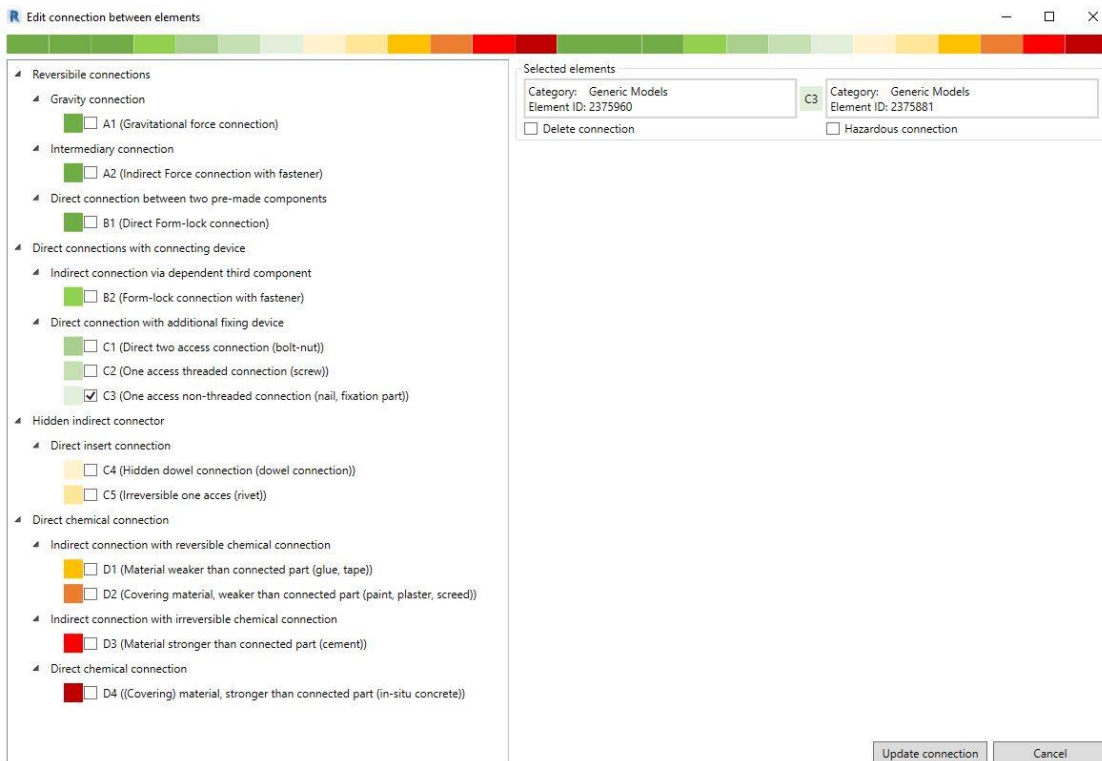 R Edit connection between elements
Reversibile connections
Gravity connection
A1 (Gravitational force connection)
Intermediary connection
A2 (Indirect Force connection with fastener)
Direct connection between two pre-made components
B1 (Direct Form-lock connection)
Direct connections with connecting device
Indirect connection via dependent third component
B2 (Form-lock connection with fastener)
Direct connection with additional fixing device
C1 (Direct two access connection (bolt-nut))
C2 (One access threaded connection (screw))
C3 (One access non-threaded connection (nail, fixation part))
Hidden indirect connector
Direct insert connection
C4 (Hidden dowel connection (dowel connection))
C5 (Irreversible one acces (rivet))
Direct chemical connection
Indirect connection with reversible chemical connection
D1 (Material weaker than connected part (glue, tape))
D2 (Covering material, weaker than connected part (paint, plaster, screed))
Indirect connection with irreversible chemical connection
D3 (Material stronger than connected part (cement))
Direct chemical connection
D4 ((Covering) material, stronger than connected part (in-situ concrete))
Selected elements
Category: Generic Models
Element ID: 2375960
C3
Category: Generic Models
Element ID: 2375881
Delete connection
Hazardous connection
Update connection
Cancel